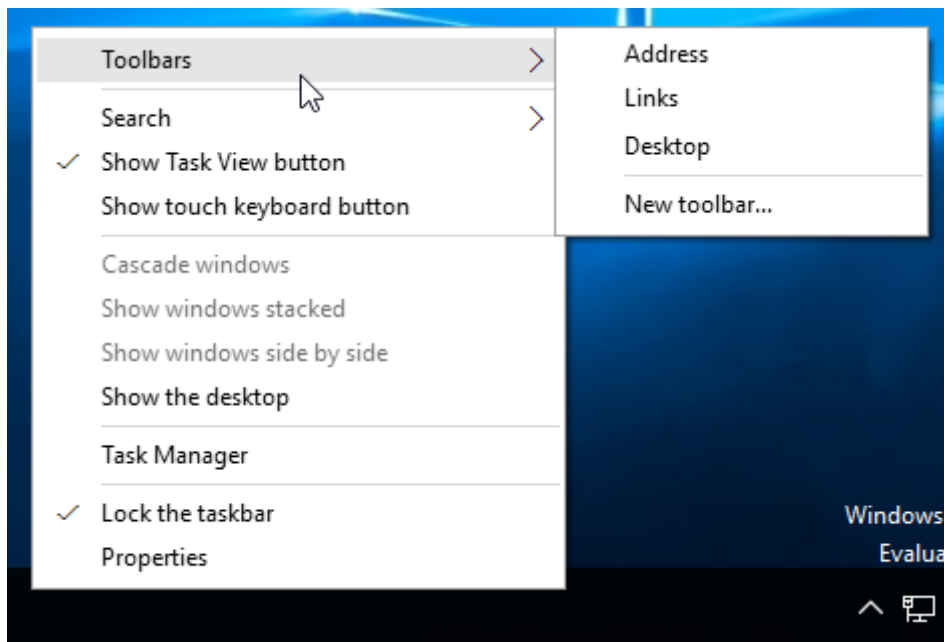 Toolbars
Search
Show Task View button
Show touch keyboard button
Cascade windows
Show windows stacked
Show windows side by side
Show the desktop
Task Manager
Lock the taskbar
Properties
Address
Links
Desktop
New toolbar...
Windows
Evalua